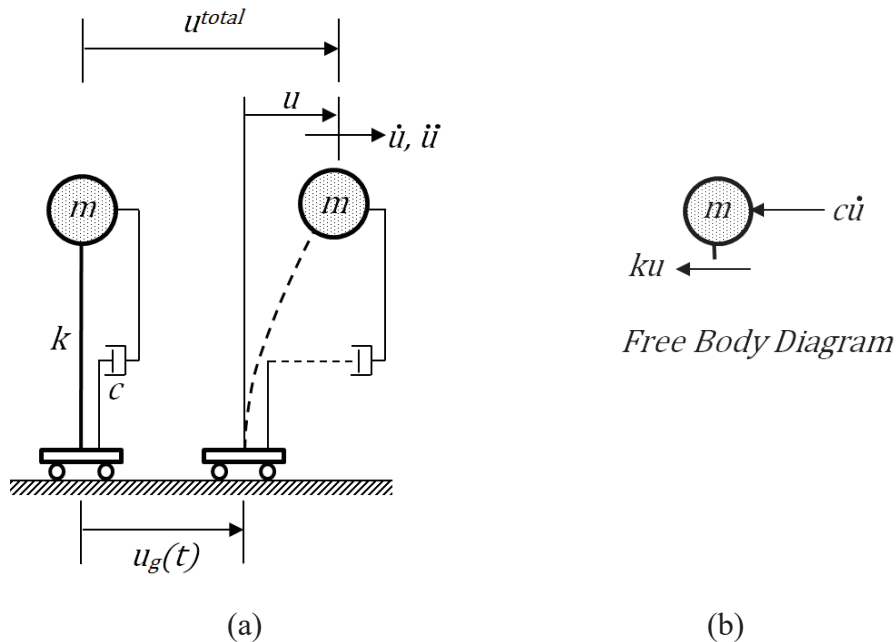 u^total
u
u̇, ü
m
m
k
c
u_g(t)
(a)
m
cu̇
ku
Free Body Diagram
(b)